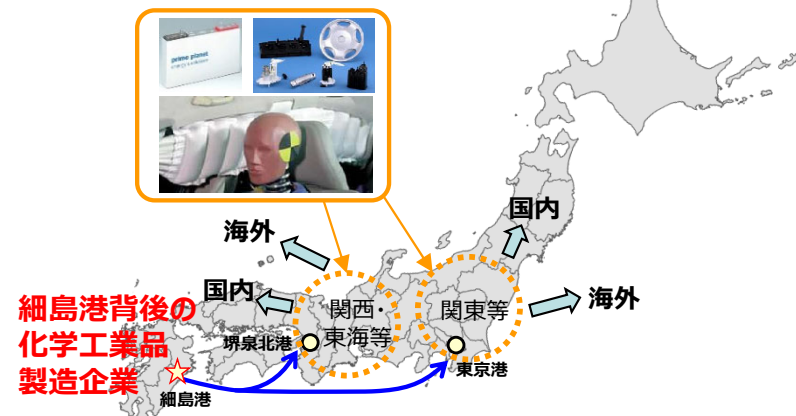 prime planet
国内
海外
国内
関西・
東海等
関東等
海外
細島港背後の
化学工業品
製造企業
堺泉北港
東京港
細島港